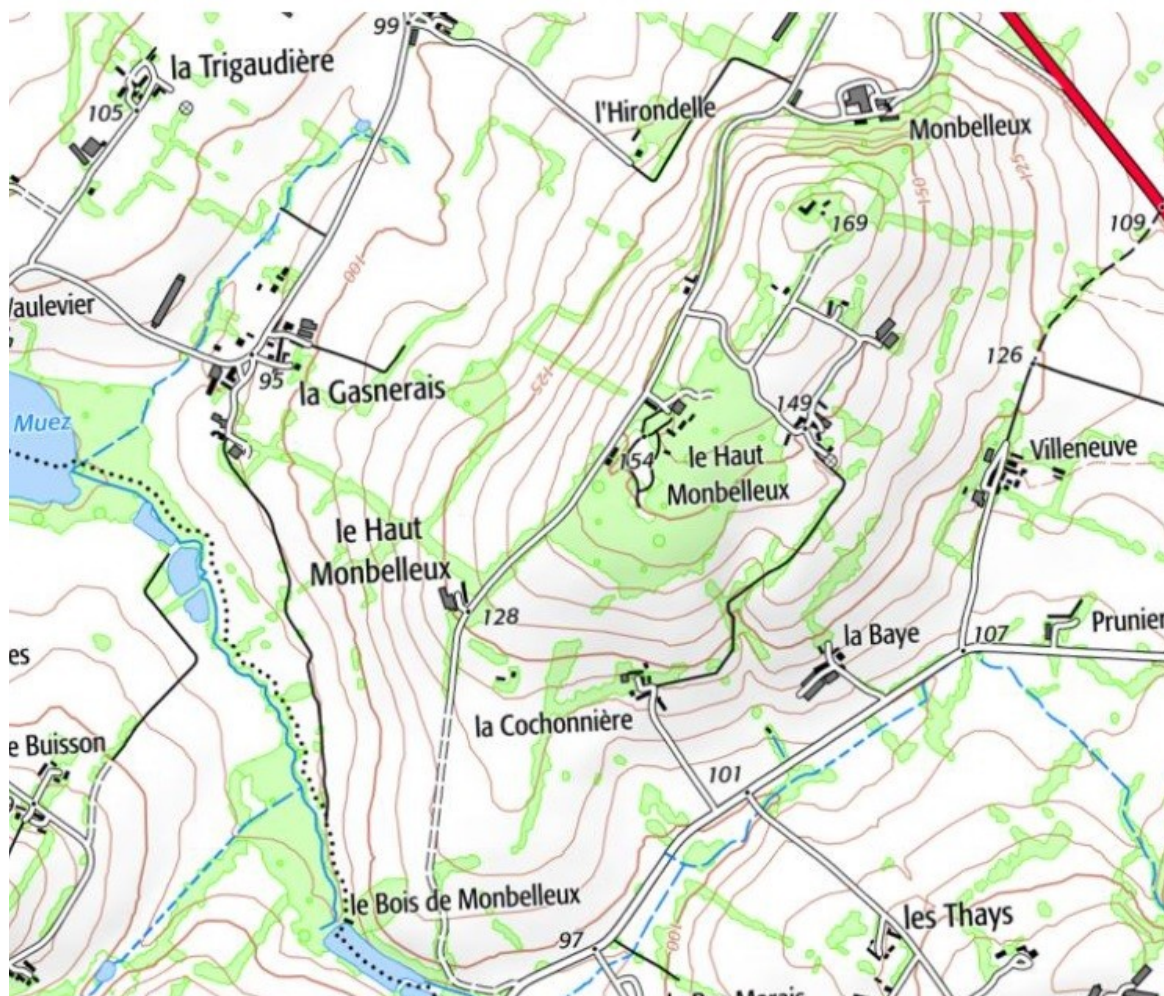 99
la Trigaudière
105
l'Hirondelle
Monbelleux
125
150
169
109
100
Vaulevier
126
95
la Gasnerais
125
149
Muez
154
le Haut
Monbelleux
Villeneuve
le Haut
Monbelleux
128
la Baye
107
Prunier
es
la Cochonnière
e Buisson
101
le Bois de Monbelleux
les Thays
97
100